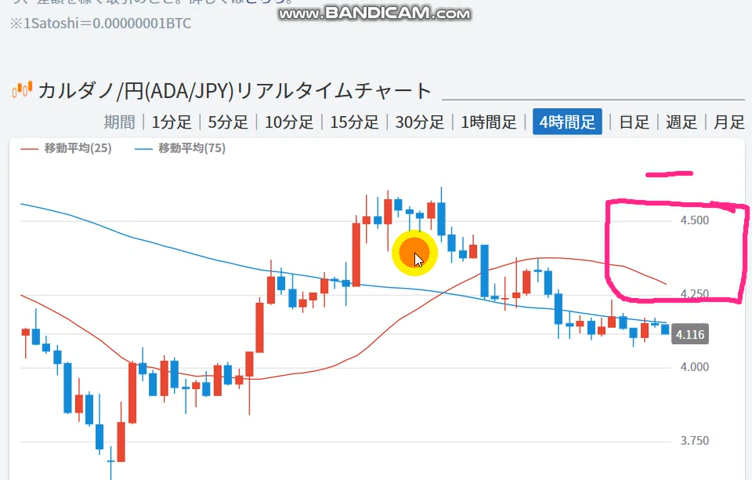 www.BANDICAM.com
※1Satoshi＝0.00000001BTC
カルダノ/円(ADA/JPY)リアルタイムチャート
期間 | 1分足 | 5分足 | 10分足 | 15分足 | 30分足 | 1時間足 | 4時間足 | 日足 | 週足 | 月足
移動平均(25) 移動平均(75)
4.500
4.250
4.116
4.000
3.750